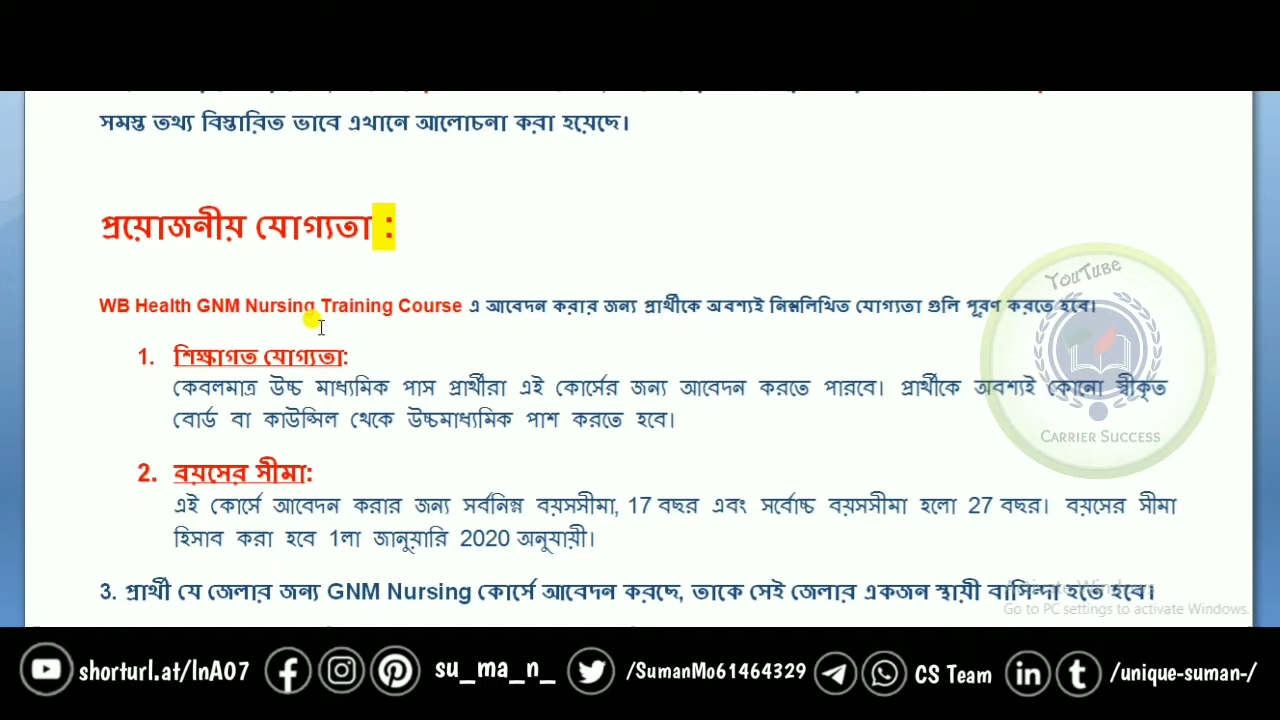 সমস্ত তথ্য বিস্তারিত ভাবে এখানে আলোচনা করা হয়েছে।
প্রয়োজনীয় যোগ্যতা :
WB Health GNM Nursing Training Course এ আবেদন করার জন্য প্রার্থীকে অবশ্যই নিম্নলিখিত যোগ্যতা গুলি পূরণ করতে হবে।
1. শিক্ষাগত যোগ্যতা:
কেবলমাত্র উচ্চ মাধ্যমিক পাস প্রার্থীরা এই কোর্সের জন্য আবেদন করতে পারবে। প্রার্থীকে অবশ্যই কোনো স্বীকৃত
বোর্ড বা কাউন্সিল থেকে উচ্চমাধ্যমিক পাশ করতে হবে।
2. বয়সের সীমা:
এই কোর্সে আবেদন করার জন্য সর্বনিম্ন বয়সসীমা, 17 বছর এবং সর্বোচ্চ বয়সসীমা হলো 27 বছর। বয়সের সীমা
হিসাব করা হবে 1লা জানুয়ারি 2020 অনুযায়ী।
3. প্রার্থী যে জেলার জন্য GNM Nursing কোর্সে আবেদন করছে, তাকে সেই জেলার একজন স্থায়ী বাসিন্দা হতে হবে।
YouTube
CARRIER SUCCESS
Activate Windows
Go to PC settings to activate Windows.
shorturl.at/lnA07 su_ma_n_ /SumanMo61464329 CS Team /unique-suman-/